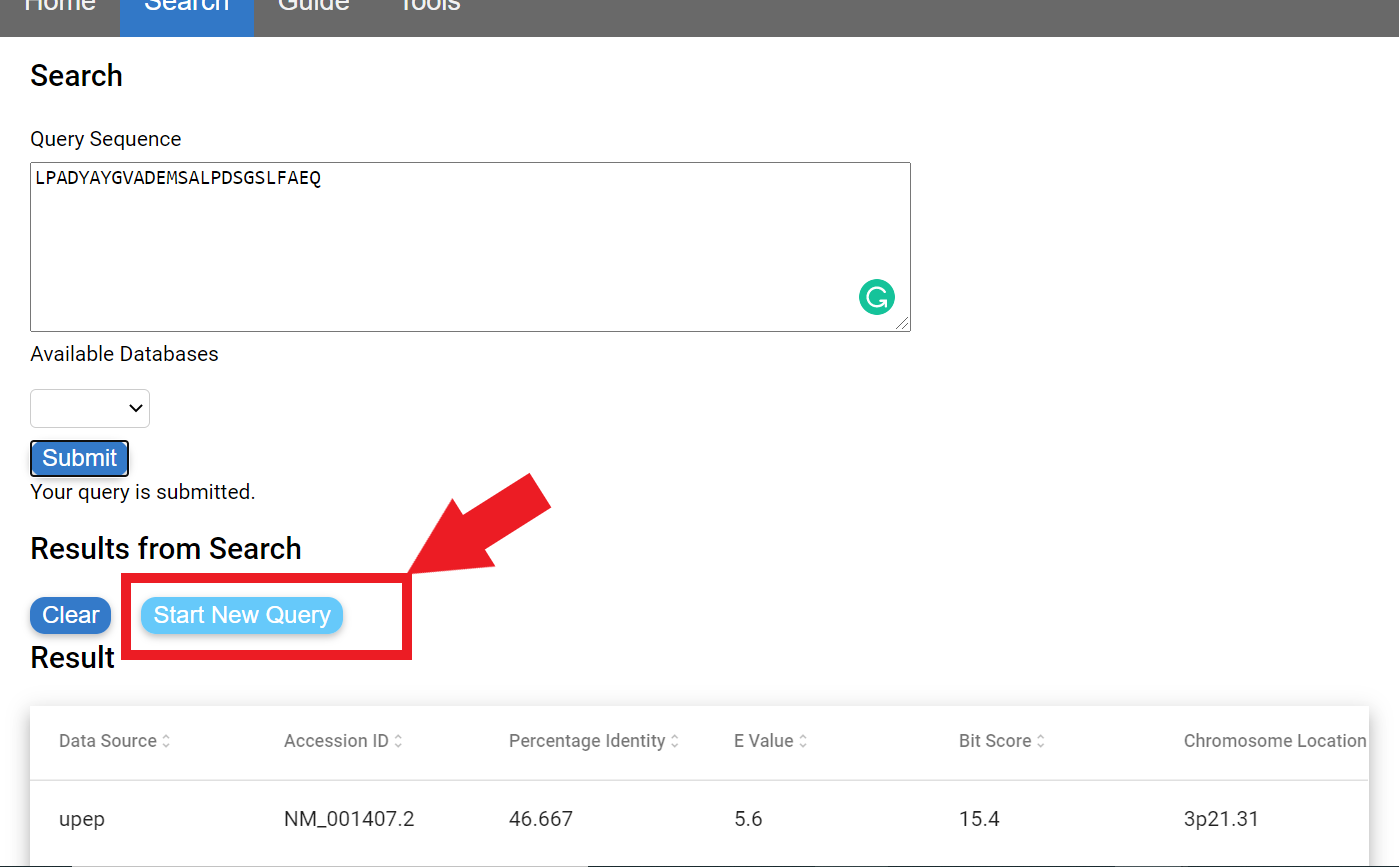 Home Search Guide Tools
Search
Query Sequence
LPADYAYGVADEMSALPDSGSLFAEQ
Available Databases
Submit
Your query is submitted.
Results from Search
Clear Start New Query
Result
Data Source Accession ID Percentage Identity E Value Bit Score Chromosome Location
upep NM_001407.2 46.667 5.6 15.4 3p21.31